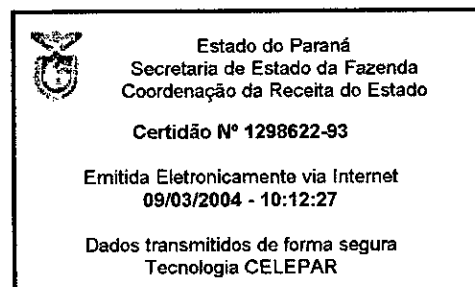 Estado do Paraná
Secretaria de Estado da Fazenda
Coordenação da Receita do Estado
Certidão Nº 1298622-93
Emitida Eletronicamente via Internet
09/03/2004 - 10:12:27
Dados transmitidos de forma segura
Tecnologia CELEPAR